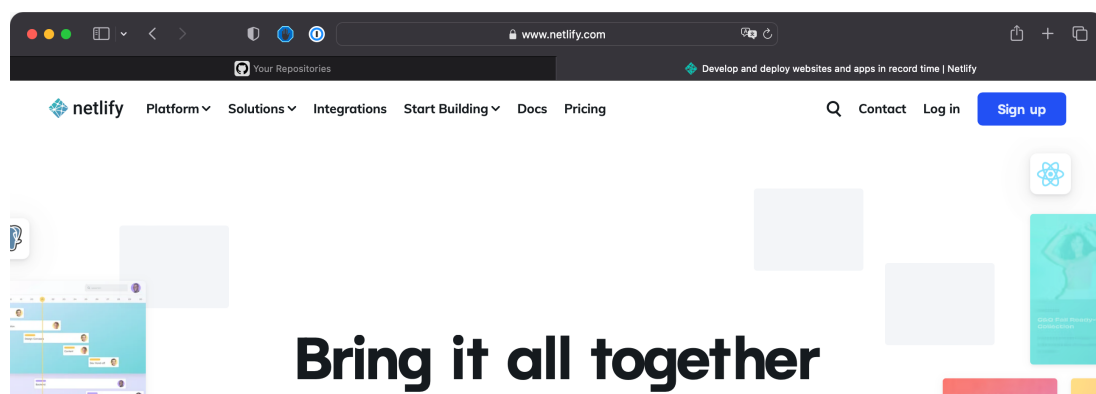 www.netlify.com
Your Repositories
Develop and deploy websites and apps in record time | Netlify
netlify Platform Solutions Integrations Start Building Docs Pricing Contact Log in Sign up
Bring it all together